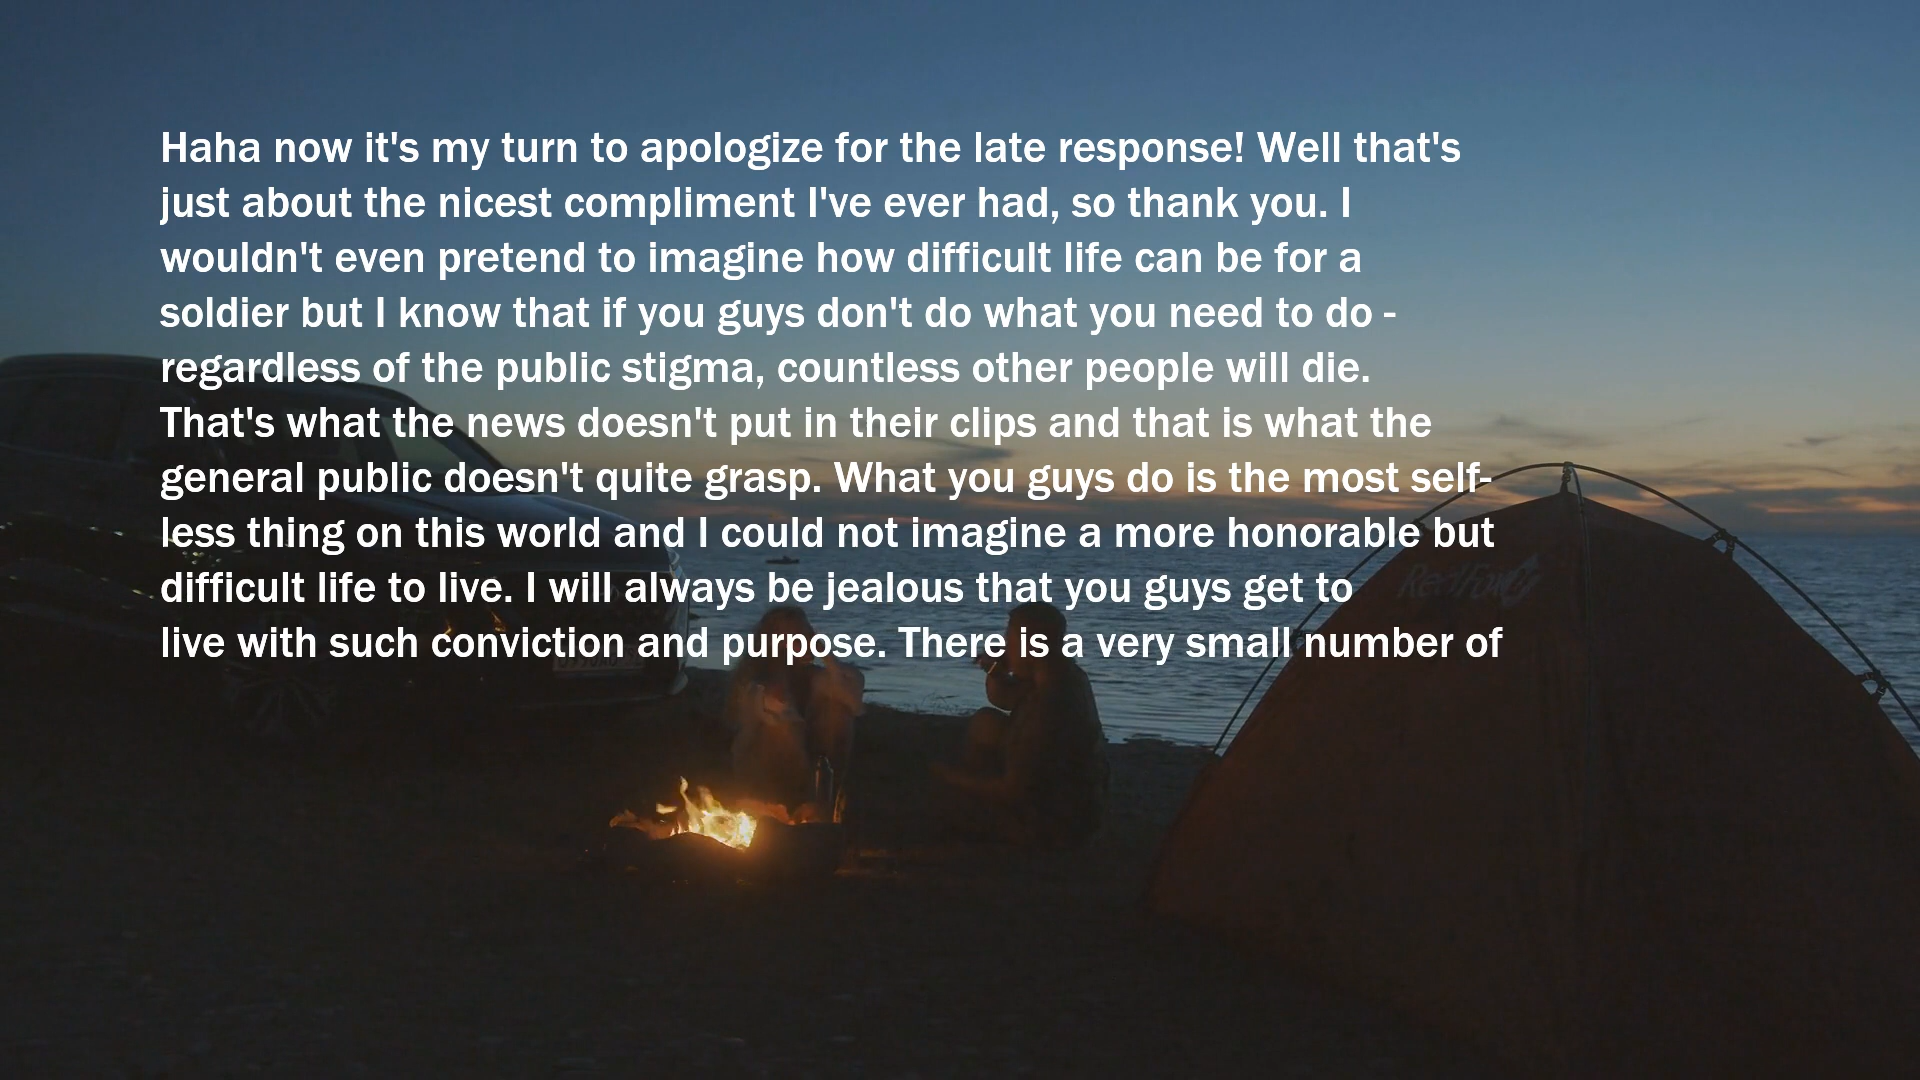 Haha now it's my turn to apologize for the late response! Well that's
just about the nicest compliment I've ever had, so thank you. I
wouldn't even pretend to imagine how difficult life can be for a
soldier but I know that if you guys don't do what you need to do -
regardless of the public stigma, countless other people will die.
That's what the news doesn't put in their clips and that is what the
general public doesn't quite grasp. What you guys do is the most self-
less thing on this world and I could not imagine a more honorable but
difficult life to live. I will always be jealous that you guys get to
live with such conviction and purpose. There is a very small number of